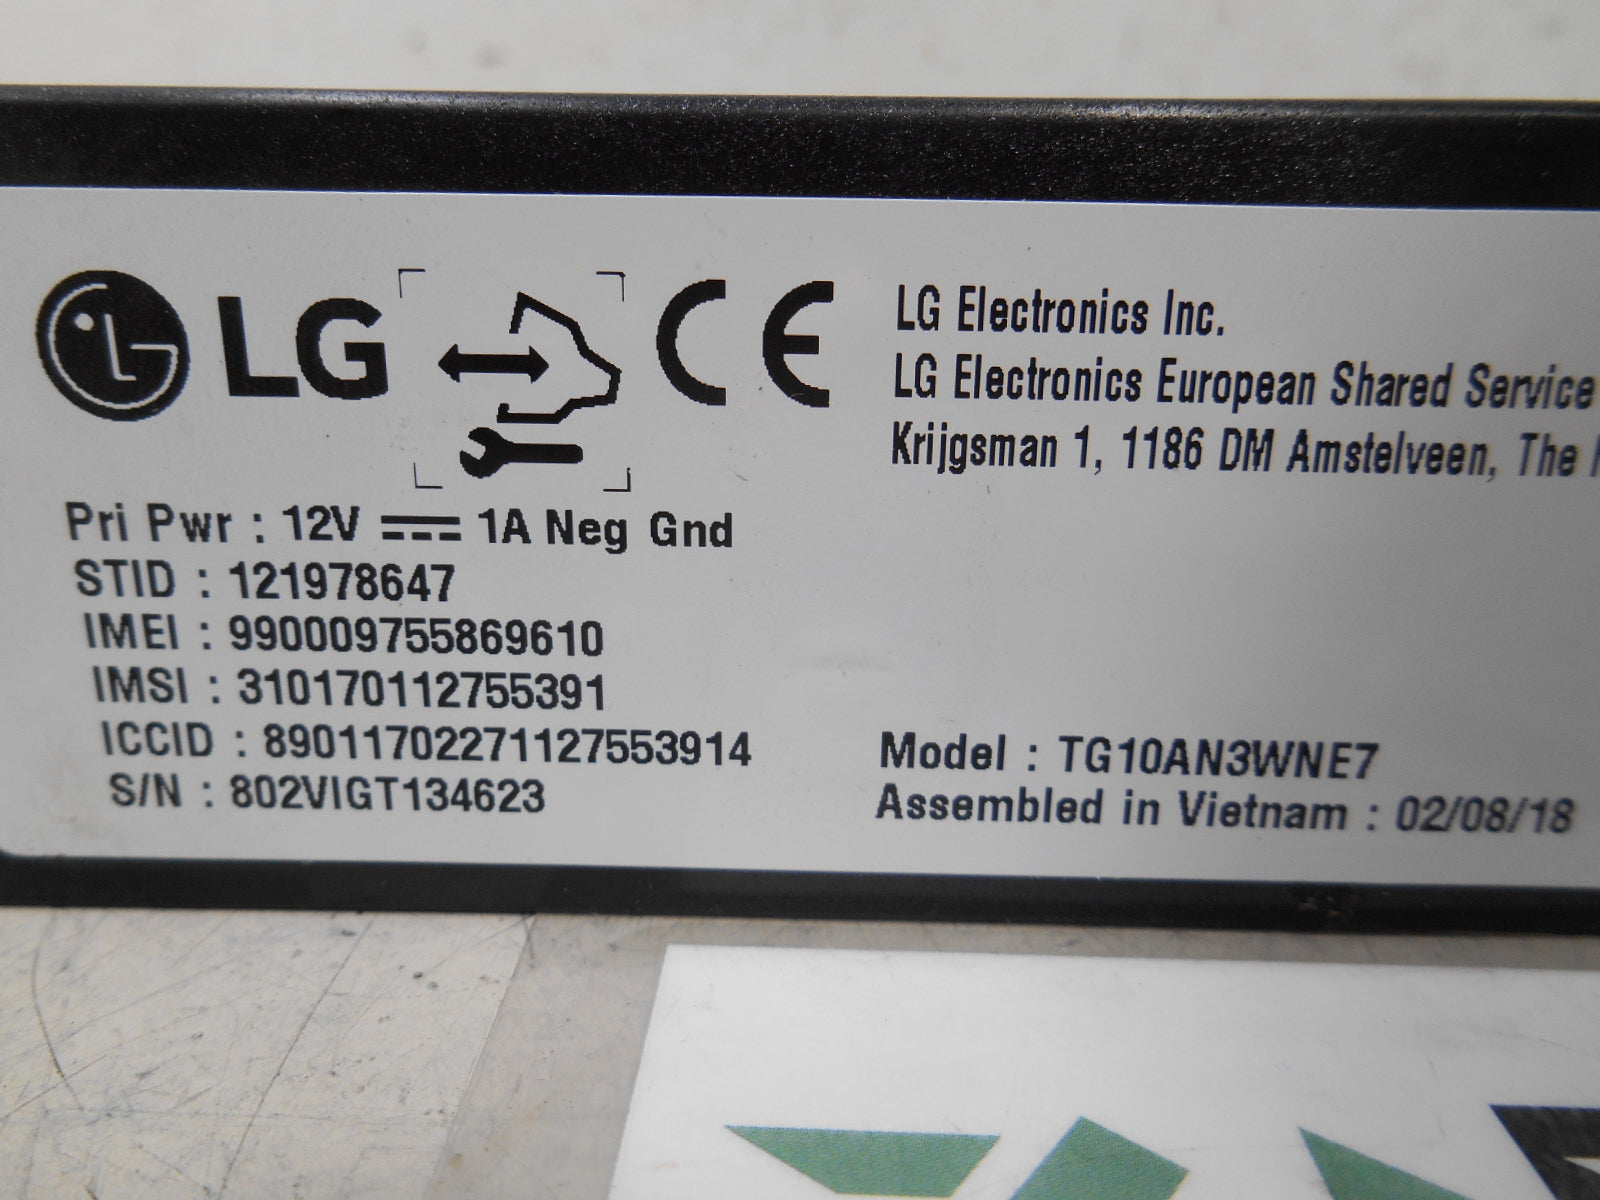 LG CE
LG Electronics Inc.
LG Electronics European Shared Service
Krijgsman 1, 1186 DM Amstelveen, The
Pri Pwr : 12V 1A Neg Gnd
STID : 121978647
IMEI : 990009755869610
IMSI : 310170112755391
ICCID : 89011702271127553914
S/N : 802VIGT134623
Model : TG10AN3WNE7
Assembled in Vietnam : 02/08/18